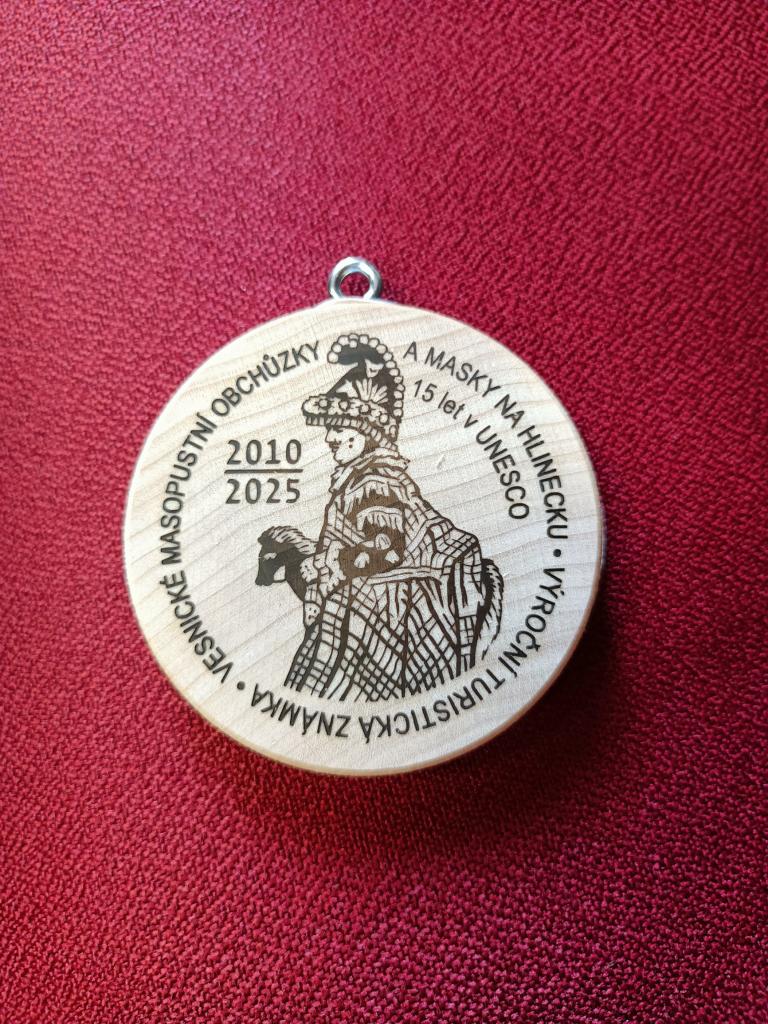 VESNICKÉ MASOPUSTNÍ OBCHŮZKY A MASKY NA HLINECKU • VÝROČNÍ TURISTICKÁ ZNÁMKA •
15 let v UNESCO
2010
2025